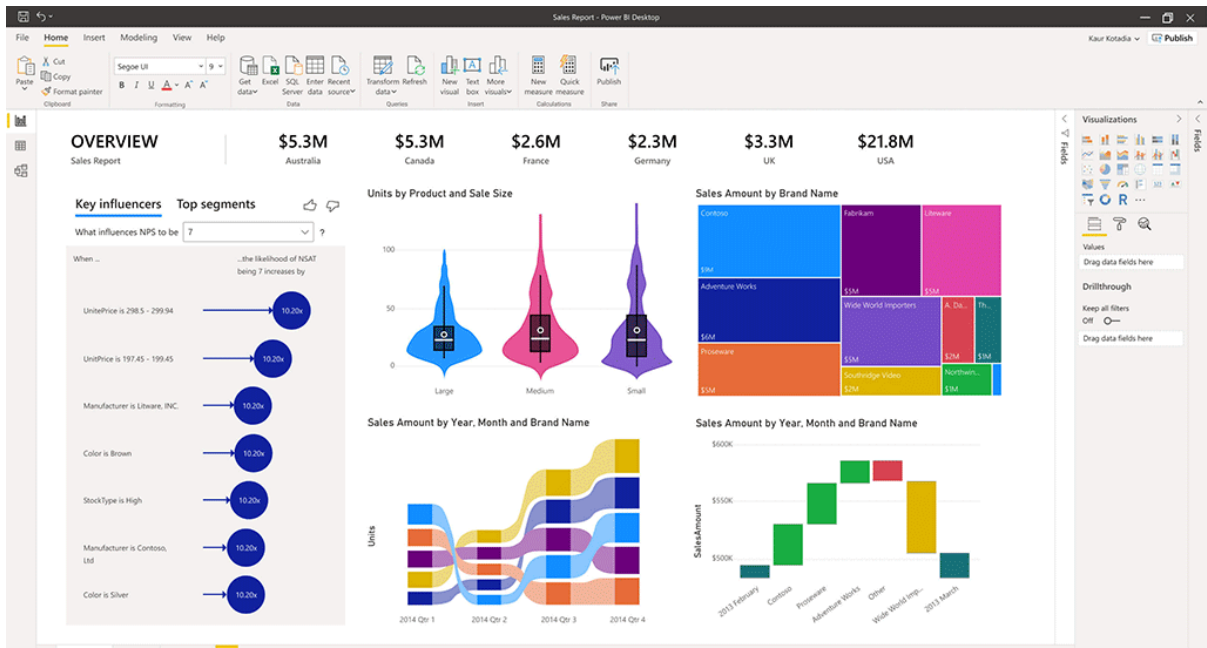 Sales Report - Power BI Desktop
File Home Insert Modeling View Help
Kaur Kotadia
Publish
Paste
Cut
Copy
Format painter
Clipboard
Segoe UI 9
B I U A A A
Formatting
Get data
Excel
SQL Server
Enter data
Recent source
Data
Transform data
Refresh
Queries
New visual
Text box
More visuals
Insert
New measure
Quick measure
Calculations
Publish
Share
OVERVIEW
Sales Report
$5.3M
Australia
$5.3M
Canada
$2.6M
France
$2.3M
Germany
$3.3M
UK
$21.8M
USA
Key influencers Top segments
What influences NPS to be 7 ?
When ...
...the likelihood of NSAT
being 7 increases by
UnitePrice is 298.5 - 299.94
10.20x
UnitPrice is 197.45 - 199.45
10.20x
Manufacturer is Litware, INC.
10.20x
Color is Brown
10.20x
StockType is High
10.20x
Manufacturer is Contoso,
Ltd
10.20x
Color is Silver
10.20x
Units by Product and Sale Size
100
50
0
Large Medium Small
Sales Amount by Brand Name
Contoso
$9M
Adventure Works
$6M
Proseware
$5M
Fabrikam
$5M
Liteware
$5M
Wide World Importers
$5M
A. Da...
$2M
Th...
$1M
Southridge Video
$2M
Northwin...
$1M
Sales Amount by Year, Month and Brand Name
Units
2014 Qtr 1 2014 Qtr 2 2014 Qtr 3 2014 Qtr 4
Sales Amount by Year, Month and Brand Name
SalesAmount
$600K
$550K
$500K
2013 February
Contoso
Proseware
Adventure Works
Other
Wide World Imp...
2013 March
Fields
Visualizations
R ...
Values
Drag data fields here
Drillthrough
Keep all filters
Off
Drag data fields here
Fields